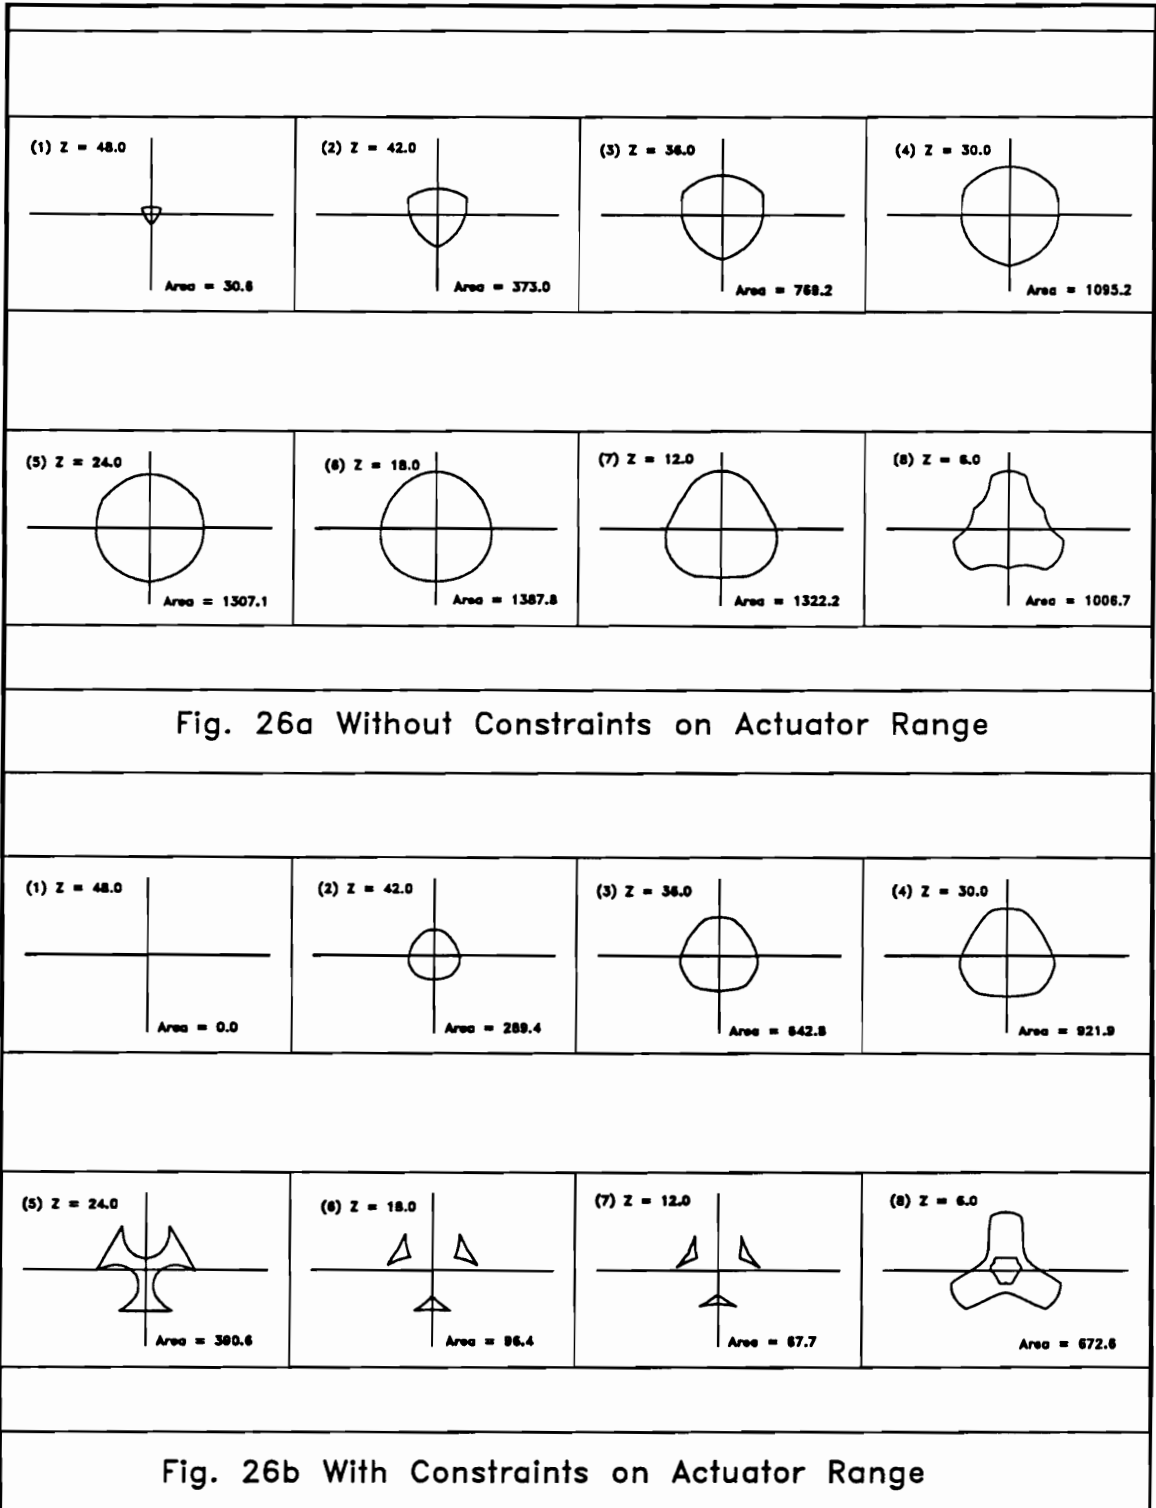 (1) Z = 48.0
Area = 30.6
(2) Z = 42.0
Area = 373.0
(3) Z = 36.0
Area = 768.2
(4) Z = 30.0
Area = 1095.2
(5) Z = 24.0
Area = 1307.1
(6) Z = 18.0
Area = 1387.8
(7) Z = 12.0
Area = 1322.2
(8) Z = 6.0
Area = 1006.7
Fig. 26a Without Constraints on Actuator Range
(1) Z = 48.0
Area = 0.0
(2) Z = 42.0
Area = 269.4
(3) Z = 36.0
Area = 642.8
(4) Z = 30.0
Area = 921.9
(5) Z = 24.0
Area = 390.6
(6) Z = 18.0
Area = 96.4
(7) Z = 12.0
Area = 67.7
(8) Z = 6.0
Area = 672.6
Fig. 26b With Constraints on Actuator Range